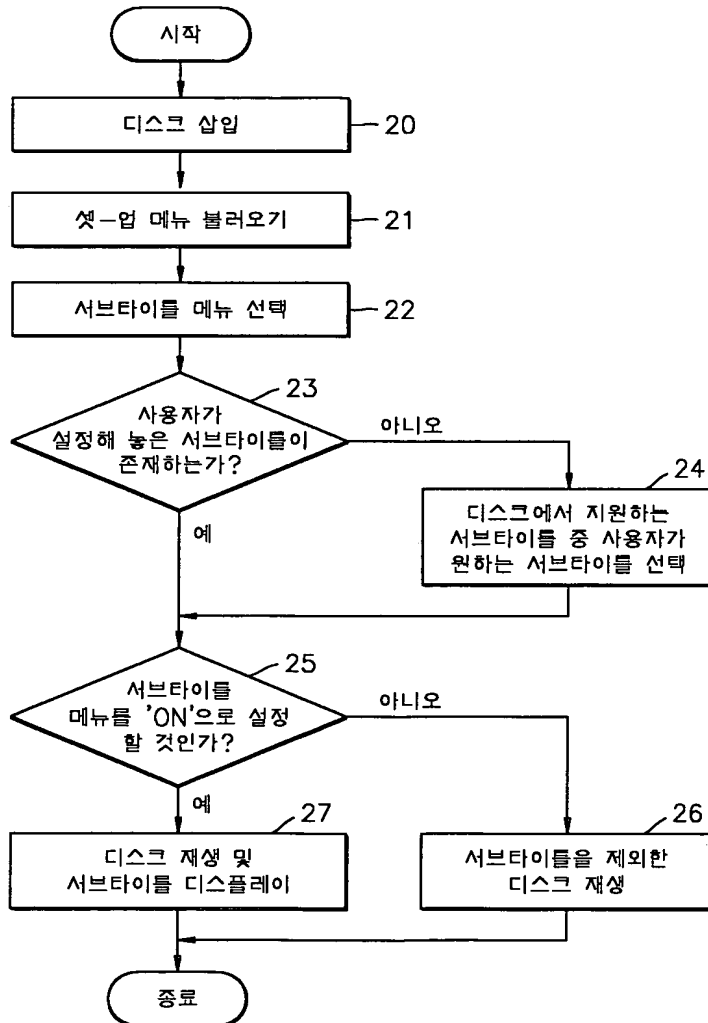 시작
디스크 삽입
20
셋-업 메뉴 불러오기
21
서브타이틀 메뉴 선택
22
23
사용자가
설정해 놓은 서브타이틀이
존재하는가?
아니오
예
24
디스크에서 지원하는
서브타이틀 중 사용자가
원하는 서브타이틀 선택
25
서브타이틀
메뉴를 'ON'으로 설정
할 것인가?
아니오
예
27
디스크 재생 및
서브타이틀 디스플레이
26
서브타이틀을 제외한
디스크 재생
종료